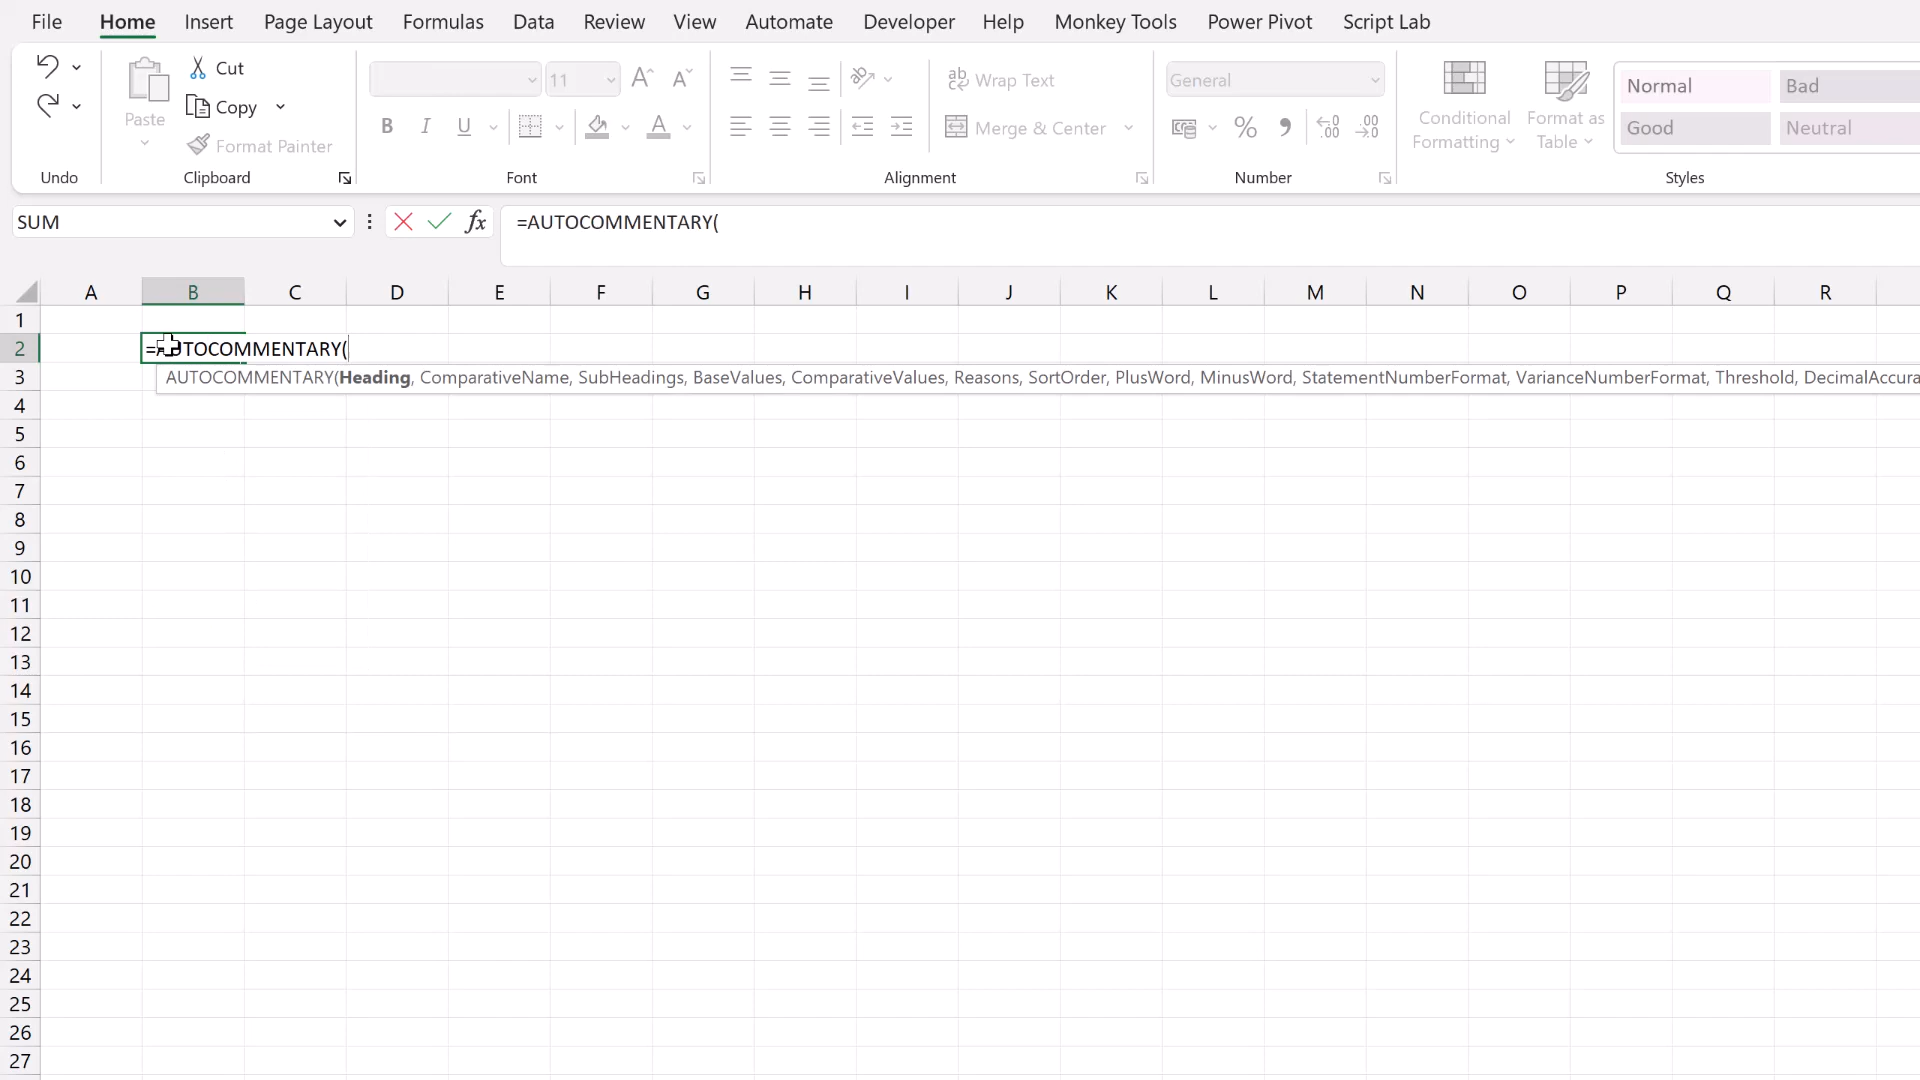 File Home Insert Page Layout Formulas Data Review View Automate Developer Help Monkey Tools Power Pivot Script Lab
Cut
Copy
Format Painter
Paste
11
B I U
A
Wrap Text
Merge & Center
General
Conditional Formatting
Format as Table
Normal Bad
Good Neutral
Undo Clipboard Font Alignment Number Styles
SUM fx =AUTOCOMMENTARY(
A B C D E F G H I J K L M N O P Q R
1
2 =AUTOCOMMENTARY(
3 AUTOCOMMENTARY(Heading, ComparativeName, SubHeadings, BaseValues, ComparativeValues, Reasons, SortOrder, PlusWord, MinusWord, StatementNumberFormat, VarianceNumberFormat, Threshold, DecimalAccura
4
5
6
7
8
9
10
11
12
13
14
15
16
17
18
19
20
21
22
23
24
25
26
27